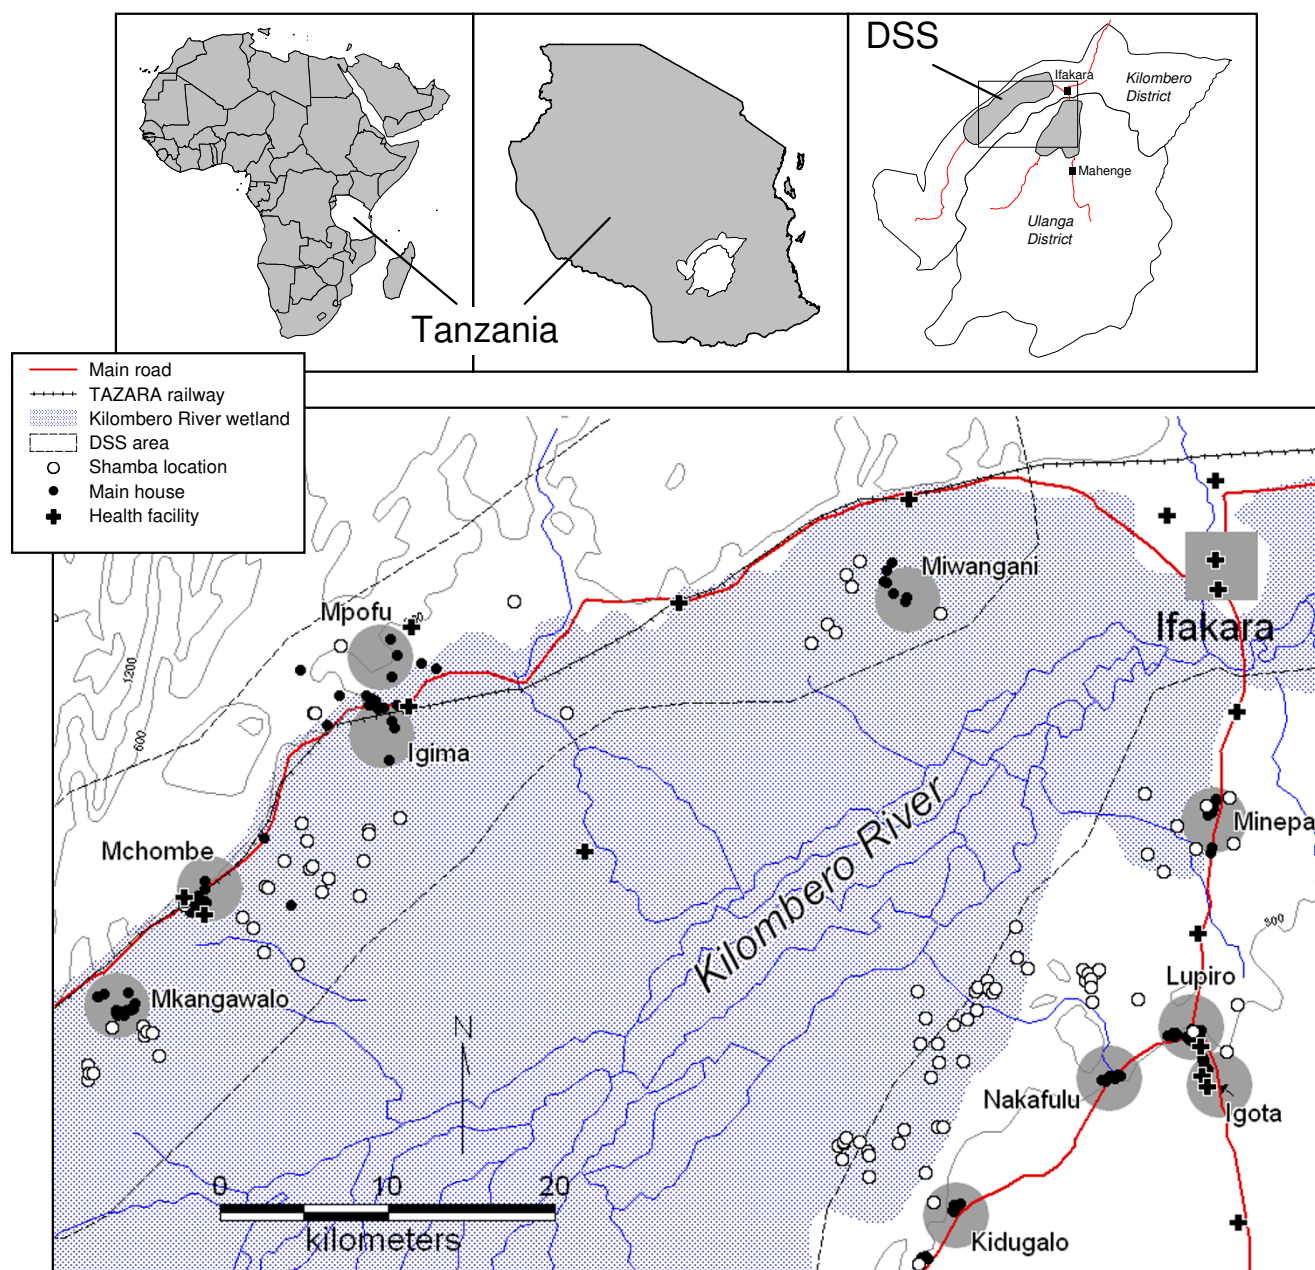 DSS
Ifakara
Kilombero
District
Mahenge
Ulanga
District
Tanzania
Main road
TAZARA railway
Kilombero River wetland
DSS area
Shamba location
Main house
Health facility
Miwangani
Mpofu
Ifakara
1200
600
Igima
Minepa
Mchombe
Kilombero River
300
Lupiro
Mkangawalo
N
Nakafulu
Igota
0 10 20
kilometers
Kidugalo